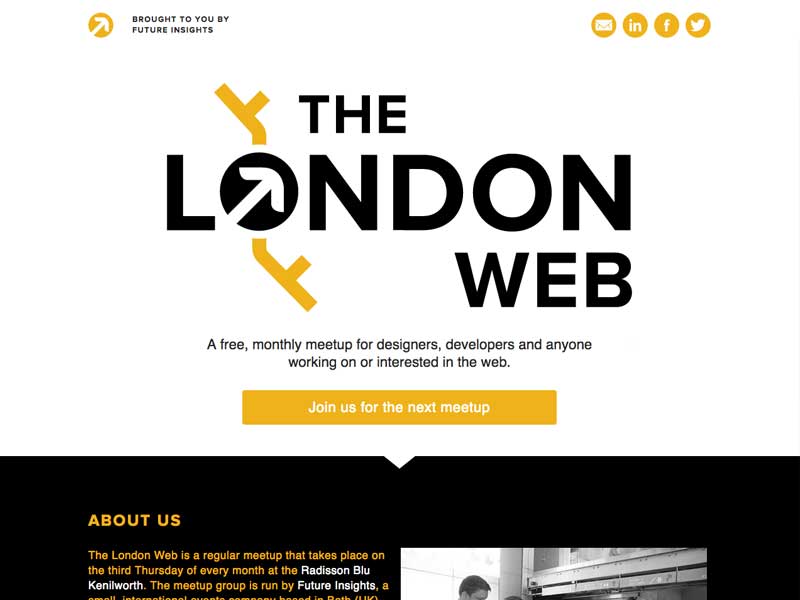 BROUGHT TO YOU BY
FUTURE INSIGHTS
THE
LONDON
WEB
A free, monthly meetup for designers, developers and anyone
working on or interested in the web.
Join us for the next meetup
ABOUT US
The London Web is a regular meetup that takes place on
the third Thursday of every month at the Radisson Blu
Kenilworth. The meetup group is run by Future Insights, a
small, international events company based in Bath (UK)